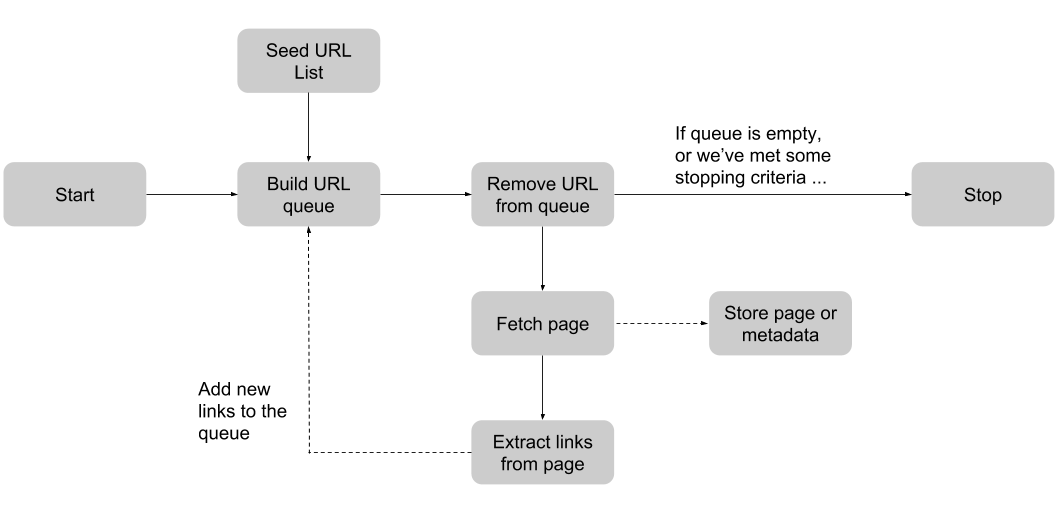 Seed URL
List
If queue is empty,
or we've met some
stopping criteria ...
Start
Build URL
queue
Remove URL
from queue
Stop
Fetch page
Store page or
metadata
Add new
links to the
queue
Extract links
from page